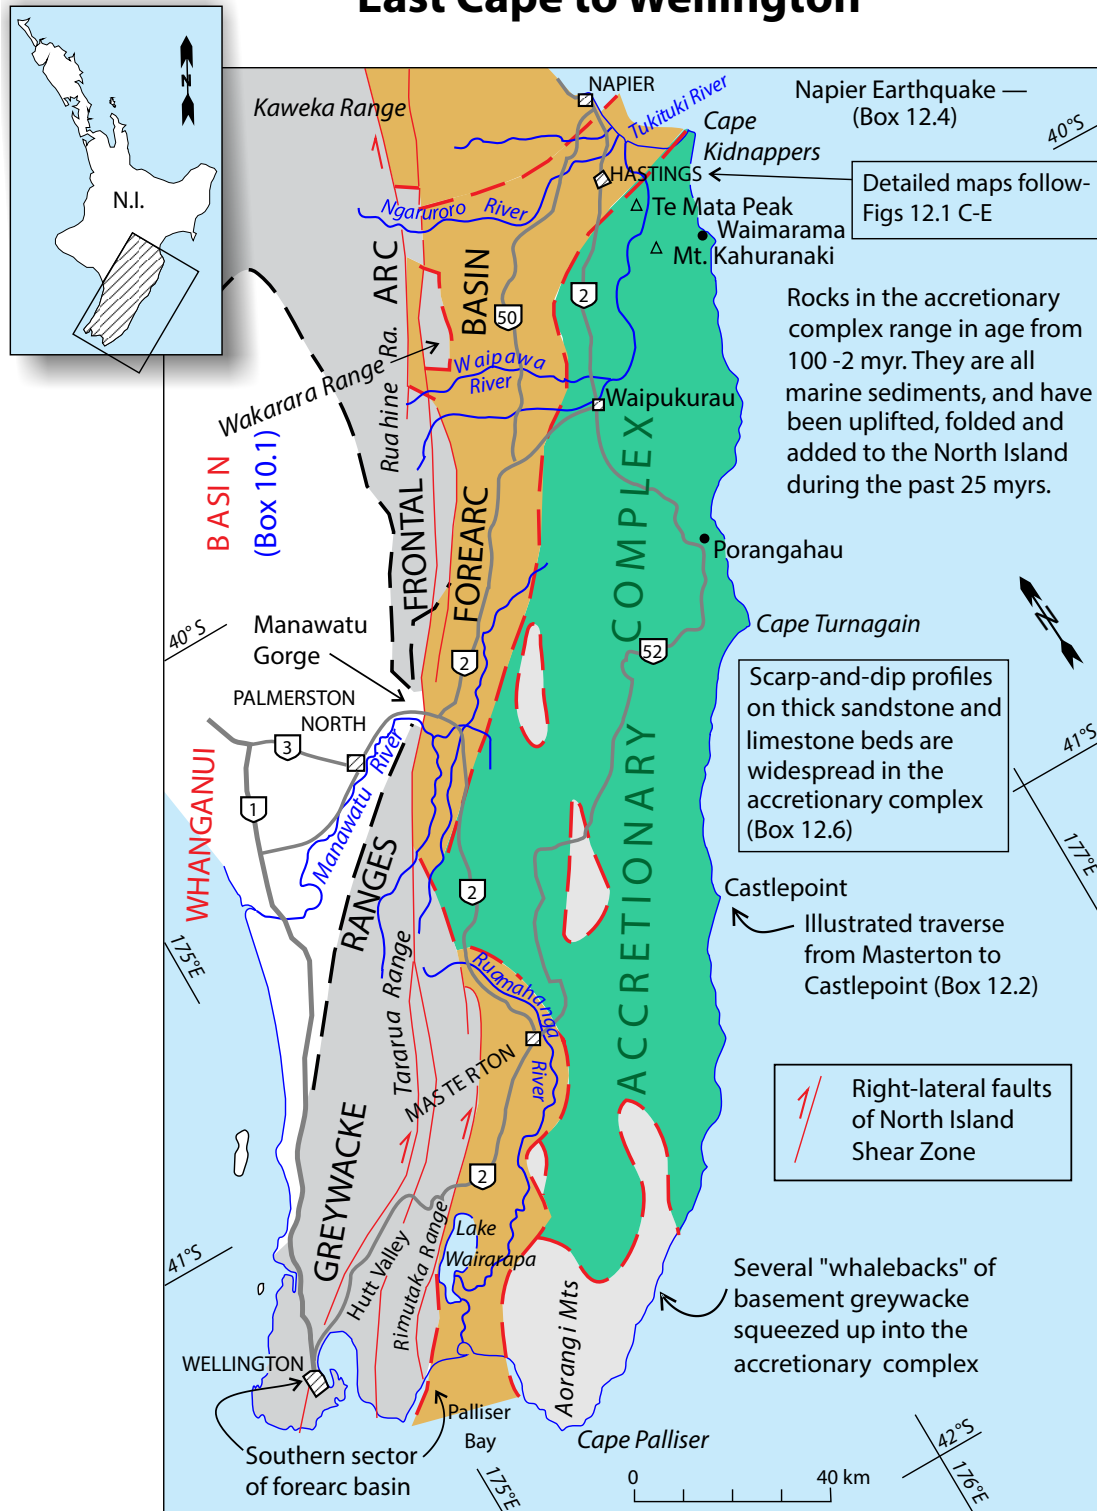 East Cape to Wellington
N
N.I.
Kaweka Range
NAPIER
Tukituki River
Cape
Kidnappers
Napier Earthquake —
(Box 12.4)
40°S
HASTINGS
Detailed maps follow-
Figs 12.1 C-E
Ngaruroro River
Te Mata Peak
Waimarama
Mt. Kahuranaki
ARC
BASIN
50
2
Rocks in the accretionary
complex range in age from
100 -2 myr. They are all
marine sediments, and have
been uplifted, folded and
added to the North Island
during the past 25 myrs.
Wakarara Range
Ruahine Ra.
Waipawa
River
Waipukurau
BASIN
(Box 10.1)
FRONTAL
FOREARC
COMPLEX
Porangahau
N
40° S
Manawatu
Gorge
2
52
Cape Turnagain
PALMERSTON
NORTH
3
1
Manawatu River
WHANGANUI
Scarp-and-dip profiles
on thick sandstone and
limestone beds are
widespread in the
accretionary complex
(Box 12.6)
41°S
177°E
RANGES
2
ACCRETIONARY
Castlepoint
Illustrated traverse
from Masterton to
Castlepoint (Box 12.2)
175°E
Tararua Range
Ruamahanga
River
MASTERTON
Right-lateral faults
of North Island
Shear Zone
GREYWACKE
2
41°S
Hutt Valley
Rimutaka Range
Lake
Wairarapa
Aorangi Mts
Several "whalebacks" of
basement greywacke
squeezed up into the
accretionary complex
WELLINGTON
Palliser
Bay
Cape Palliser
Southern sector
of forearc basin
175°E
0
40 km
42°S
176°E